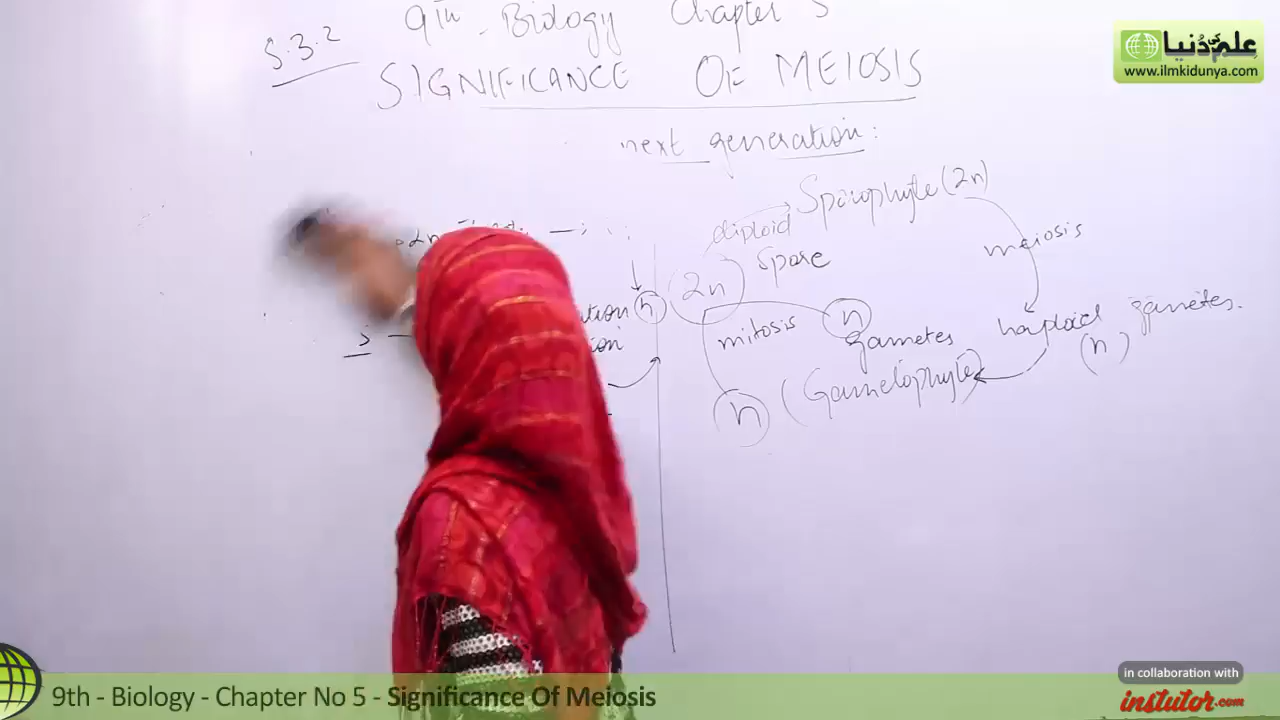 9th - Biology Chapter 5
5.3.2
SIGNIFICANCE OF MEIOSIS
next generation:
Sporophyte (2n)
diploid
meiosis
Spore
2n
n
mitosis
n
gametes
haploid gametes.
(n)
n (Gametophyte)
علم کی دُنیا
www.ilmkidunya.com
in collaboration with
instutor.com
9th - Biology - Chapter No 5 - Significance Of Meiosis